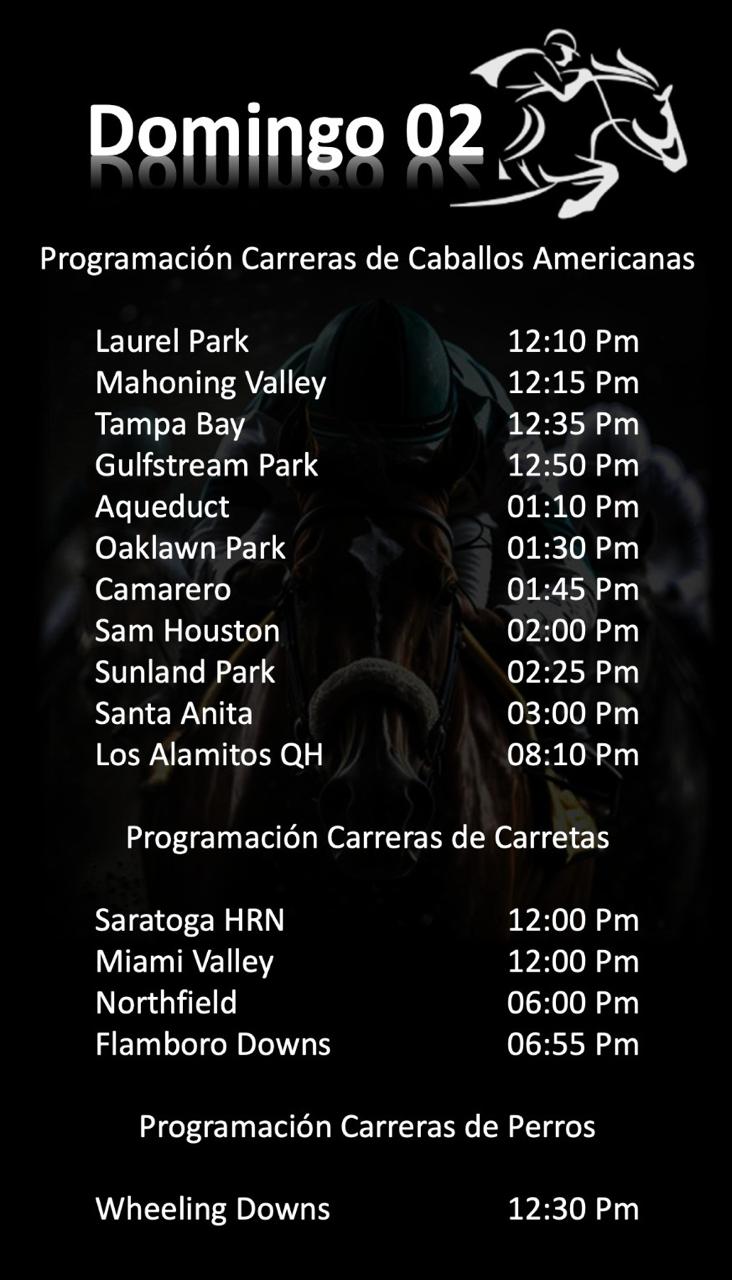 Domingo 02
Programación Carreras de Caballos Americanas
Laurel Park 12:10 Pm
Mahoning Valley 12:15 Pm
Tampa Bay 12:35 Pm
Gulfstream Park 12:50 Pm
Aqueduct 01:10 Pm
Oaklawn Park 01:30 Pm
Camarero 01:45 Pm
Sam Houston 02:00 Pm
Sunland Park 02:25 Pm
Santa Anita 03:00 Pm
Los Alamitos QH 08:10 Pm
Programación Carreras de Carretas
Saratoga HRN 12:00 Pm
Miami Valley 12:00 Pm
Northfield 06:00 Pm
Flamboro Downs 06:55 Pm
Programación Carreras de Perros
Wheeling Downs 12:30 Pm